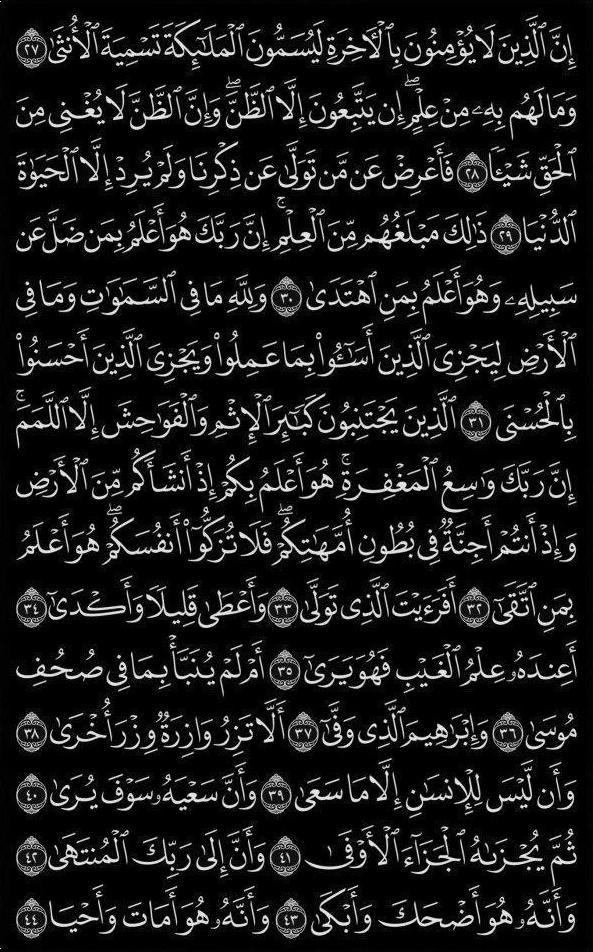 إِنَّ ٱلَّذِينَ لَا يُؤْمِنُونَ بِٱلْأَخِرَةِ لَيُسَمُّونَ ٱلْمَلَـٰٓئِكَةَ تَسْمِيَةَ ٱلْأُنثَىٰ ٢٧
وَمَا لَهُم بِهِۦ مِنْ عِلْمٍ ۖ إِن يَتَّبِعُونَ إِلَّا ٱلظَّنَّ ۖ وَإِنَّ ٱلظَّنَّ لَا يُغْنِى مِنَ
ٱلْحَقِّ شَيْـًٔا ٢٨ فَأَعْرِضْ عَن مَّن تَوَلَّىٰ عَن ذِكْرِنَا وَلَمْ يُرِدْ إِلَّا ٱلْحَيَوٰةَ
ٱلدُّنْيَا ٢٩ ذَٰلِكَ مَبْلَغُهُم مِّنَ ٱلْعِلْمِ ۚ إِنَّ رَبَّكَ هُوَ أَعْلَمُ بِمَن ضَلَّ عَن
سَبِيلِهِۦ وَهُوَ أَعْلَمُ بِمَنِ ٱهْتَدَىٰ ٣٠ وَلِلَّهِ مَا فِى ٱلسَّمَـٰوَٰتِ وَمَا فِى
ٱلْأَرْضِ لِيَجْزِىَ ٱلَّذِينَ أَسَـٰٓـُٔوا۟ بِمَا عَمِلُوا۟ وَيَجْزِىَ ٱلَّذِينَ أَحْسَنُوا۟
بِٱلْحُسْنَى ٣١ ٱلَّذِينَ يَجْتَنِبُونَ كَبَـٰٓئِرَ ٱلْإِثْمِ وَٱلْفَوَٰحِشَ إِلَّا ٱللَّمَمَ ۚ
إِنَّ رَبَّكَ وَٰسِعُ ٱلْمَغْفِرَةِ ۚ هُوَ أَعْلَمُ بِكُمْ إِذْ أَنشَأَكُم مِّنَ ٱلْأَرْضِ
وَإِذْ أَنتُمْ أَجِنَّةٌ فِى بُطُونِ أُمَّهَـٰتِكُمْ ۖ فَلَا تُزَكُّوٓا۟ أَنفُسَكُمْ ۖ هُوَ أَعْلَمُ
بِمَنِ ٱتَّقَىٰٓ ٣٢ أَفَرَءَيْتَ ٱلَّذِى تَوَلَّىٰ ٣٣ وَأَعْطَىٰ قَلِيلًا وَأَكْدَىٰٓ ٣٤
أَعِندَهُۥ عِلْمُ ٱلْغَيْبِ فَهُوَ يَرَىٰٓ ٣٥ أَمْ لَمْ يُنَبَّأْ بِمَا فِى صُحُفِ
مُوسَىٰ ٣٦ وَإِبْرَٰهِيمَ ٱلَّذِى وَفَّىٰٓ ٣٧ أَلَّا تَزِرُ وَازِرَةٌ وِزْرَ أُخْرَىٰ ٣٨
وَأَن لَّيْسَ لِلْإِنسَـٰنِ إِلَّا مَا سَعَىٰ ٣٩ وَأَنَّ سَعْيَهُۥ سَوْفَ يُرَىٰ ٤٠
ثُمَّ يُجْزَىٰهُ ٱلْجَزَآءَ ٱلْأَوْفَىٰ ٤١ وَأَنَّ إِلَىٰ رَبِّكَ ٱلْمُنتَهَىٰ ٤٢
وَأَنَّهُۥ هُوَ أَضْحَكَ وَأَبْكَىٰ ٤٣ وَأَنَّهُۥ هُوَ أَمَاتَ وَأَحْيَا ٤٤